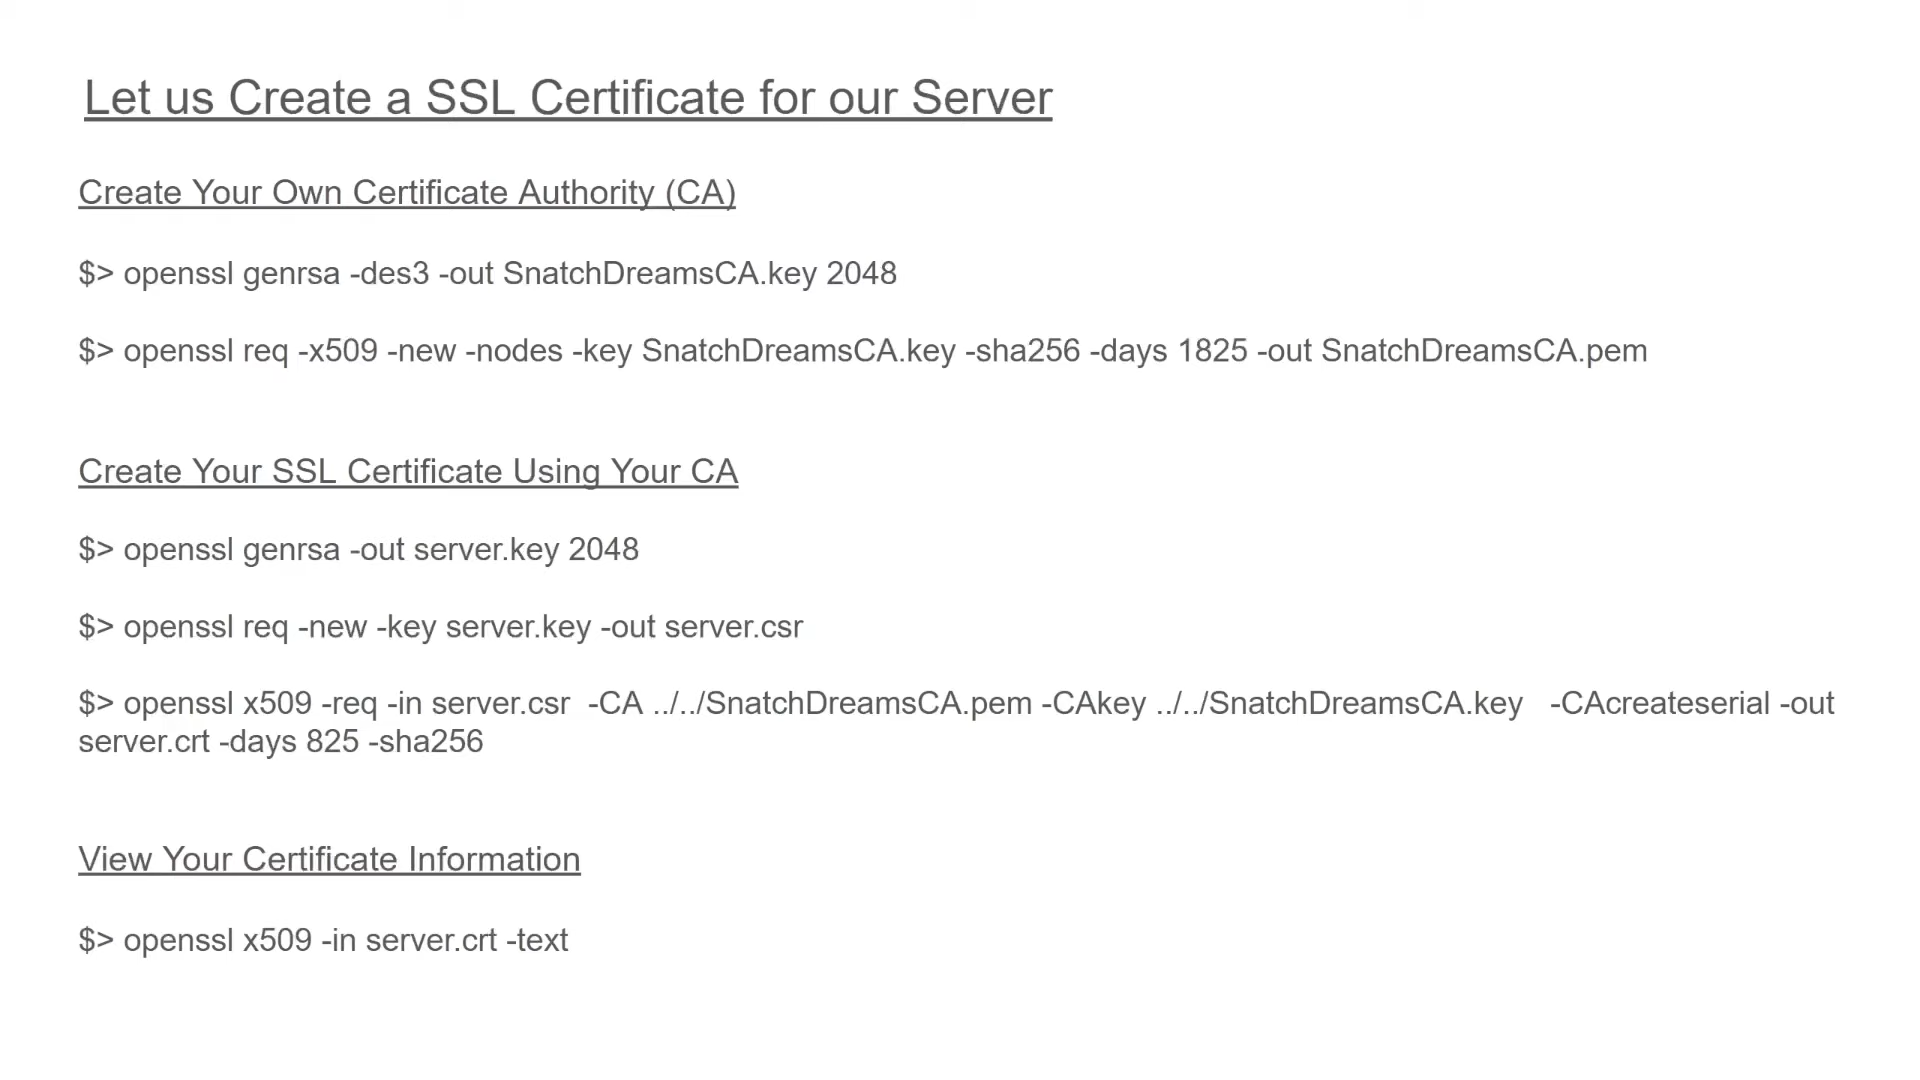 Let us Create a SSL Certificate for our Server
Create Your Own Certificate Authority (CA)
$> openssl genrsa -des3 -out SnatchDreamsCA.key 2048
$> openssl req -x509 -new -nodes -key SnatchDreamsCA.key -sha256 -days 1825 -out SnatchDreamsCA.pem
Create Your SSL Certificate Using Your CA
$> openssl genrsa -out server.key 2048
$> openssl req -new -key server.key -out server.csr
$> openssl x509 -req -in server.csr  -CA ../../SnatchDreamsCA.pem -CAkey ../../SnatchDreamsCA.key   -CAcreateserial -out
server.crt -days 825 -sha256
View Your Certificate Information
$> openssl x509 -in server.crt -text